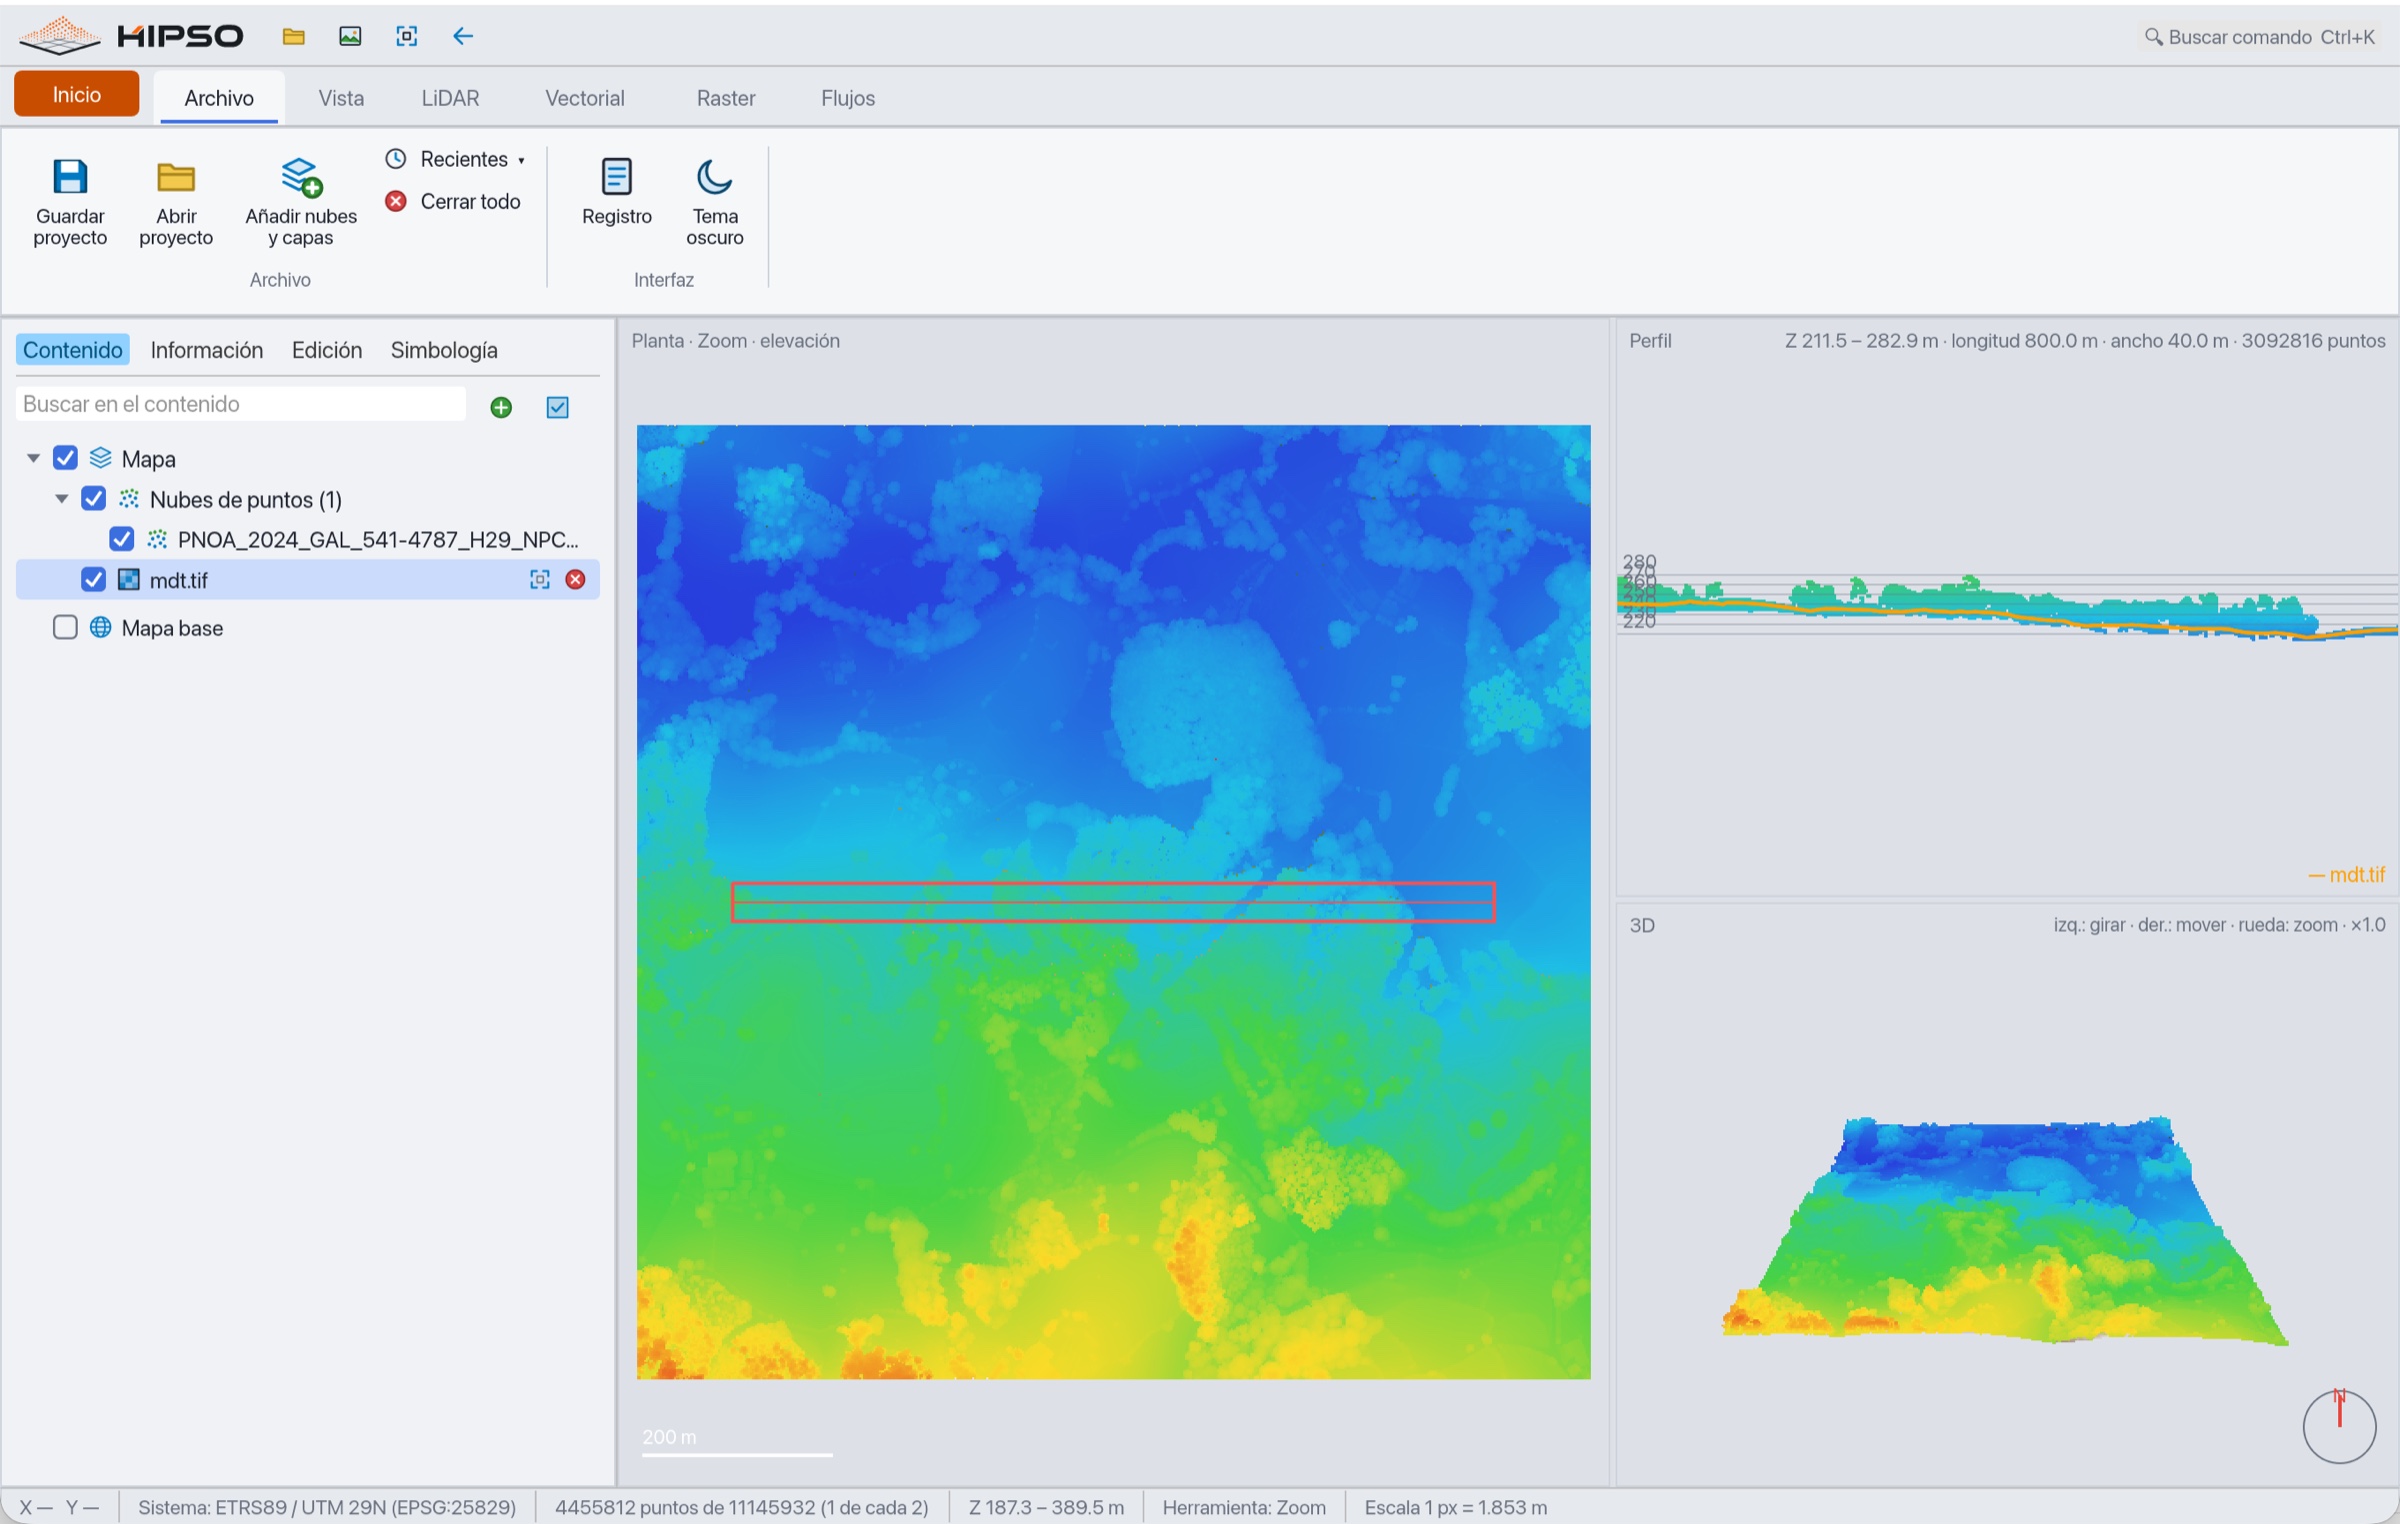 HIPSO
Buscar comando Ctrl+K
Inicio
Archivo
Vista
LiDAR
Vectorial
Raster
Flujos
Guardar
proyecto
Abrir
proyecto
Añadir nubes
y capas
Recientes
Cerrar todo
Archivo
Registro
Tema
oscuro
Interfaz
Contenido
Información
Edición
Simbología
Buscar en el contenido
Mapa
Nubes de puntos (1)
PNOA_2024_GAL_541-4787_H29_NPC...
mdt.tif
Mapa base
Planta · Zoom · elevación
200 m
Perfil
Z 211.5 – 282.9 m · longitud 800.0 m · ancho 40.0 m · 3092816 puntos
280
270
260
220
— mdt.tif
3D
izq.: girar · der.: mover · rueda: zoom · ×1.0
N
X — Y —
Sistema: ETRS89 / UTM 29N (EPSG:25829)
4455812 puntos de 11145932 (1 de cada 2)
Z 187.3 – 389.5 m
Herramienta: Zoom
Escala 1 px = 1.853 m